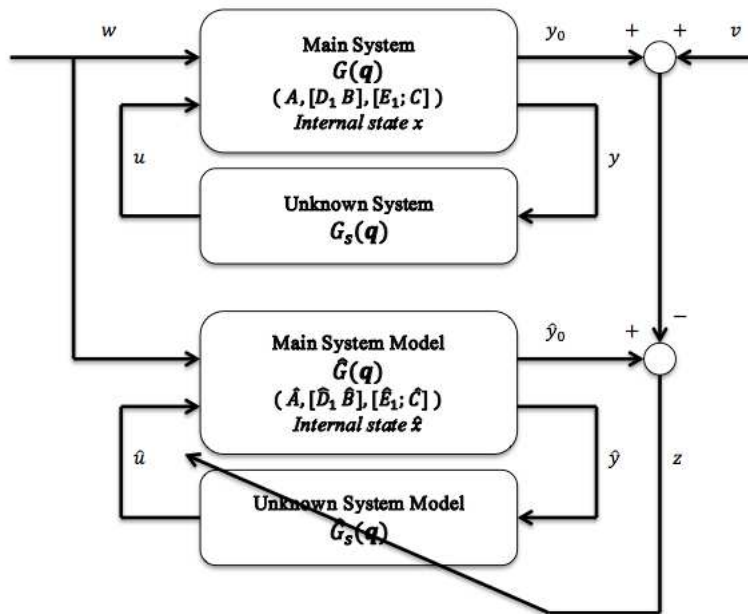 w
Main System
G(q)
( A, [D₁ B], [E₁; C] )
Internal state x
y₀
+
+
v
u
y
Unknown System
Gₛ(q)
−
Main System Model
Ĝ(q)
( Â, [D̂₁ B̂], [Ê₁; Ĉ] )
Internal state x̂
ŷ₀
+
û
ŷ
z
Unknown System Model
Ĝₛ(q)